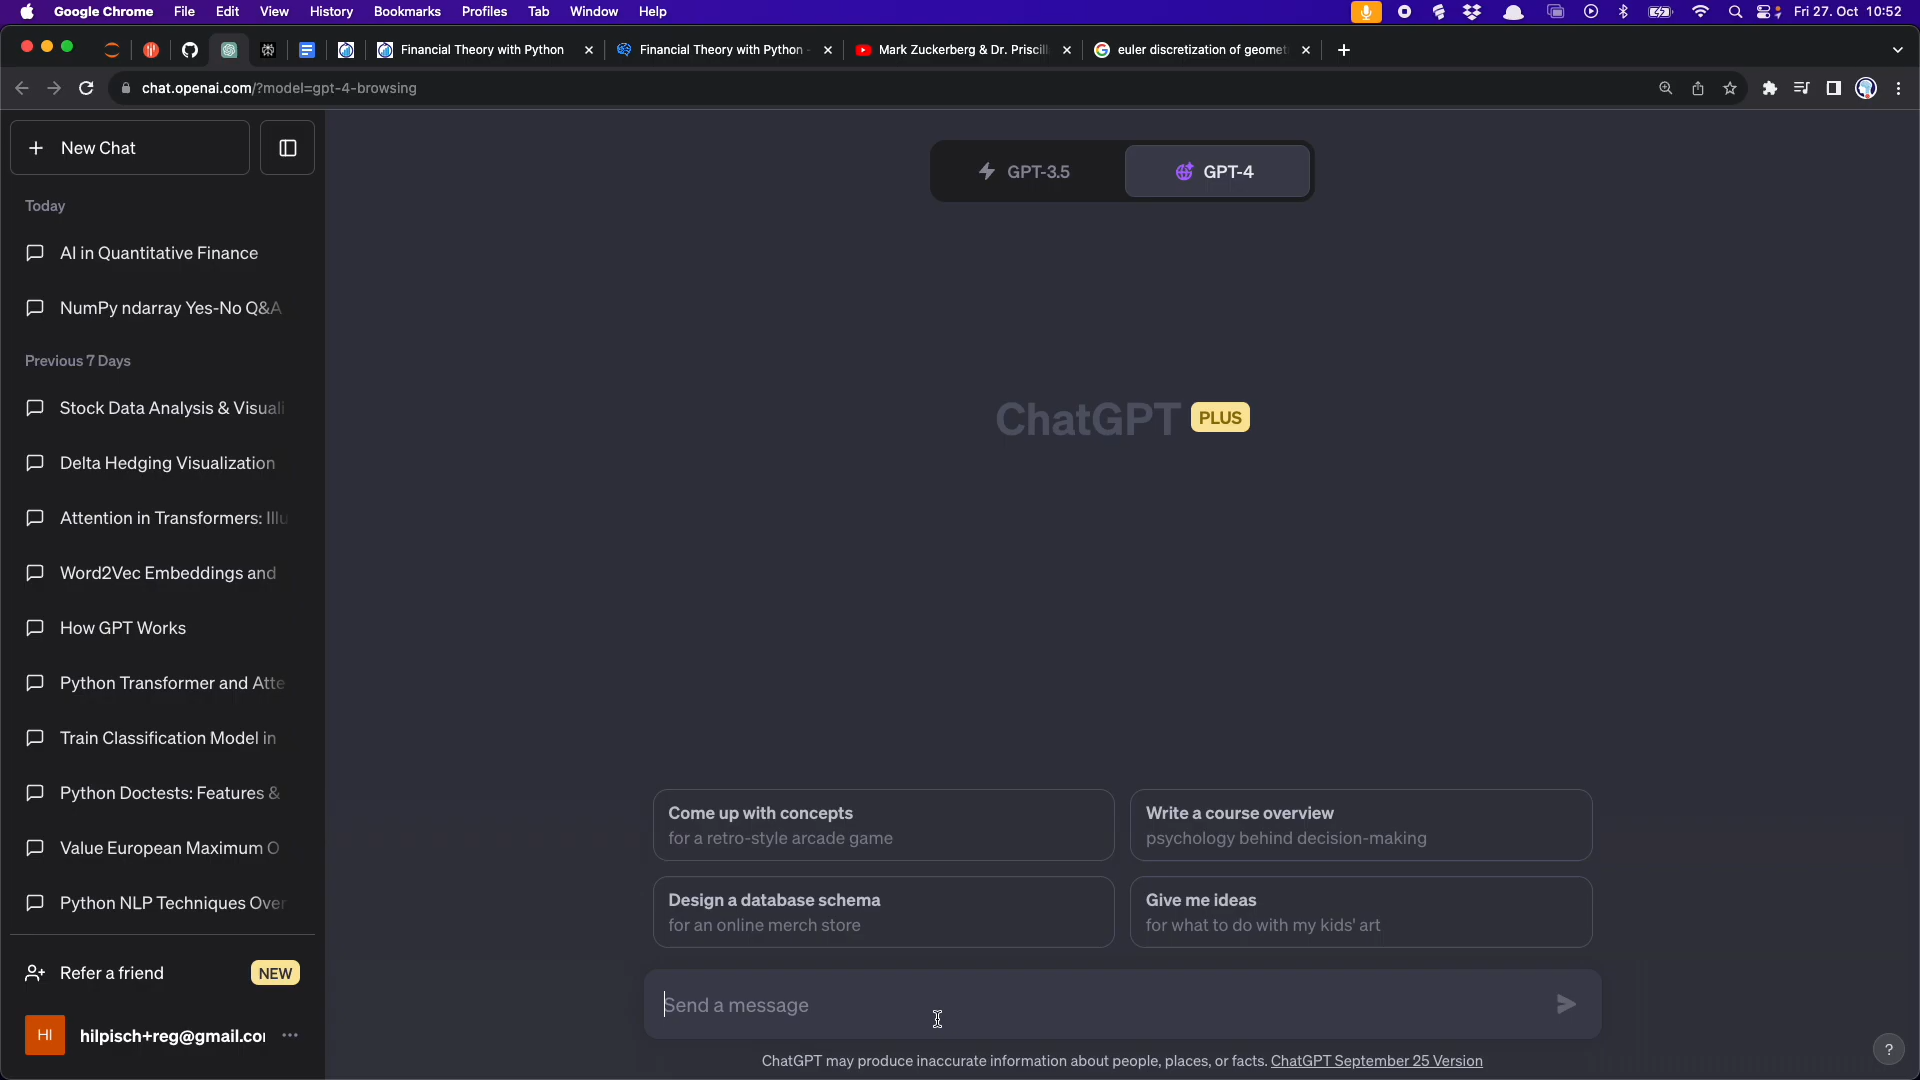 Google Chrome File Edit View History Bookmarks Profiles Tab Window Help Fri 27. Oct 10:52
Financial Theory with Python Financial Theory with Python - Mark Zuckerberg & Dr. Priscill euler discretization of geomet
chat.openai.com/?model=gpt-4-browsing
New Chat
GPT-3.5 GPT-4
Today
AI in Quantitative Finance
NumPy ndarray Yes-No Q&A
Previous 7 Days
Stock Data Analysis & Visuali
ChatGPT PLUS
Delta Hedging Visualization
Attention in Transformers: Illu
Word2Vec Embeddings and
How GPT Works
Python Transformer and Atte
Train Classification Model in
Python Doctests: Features &
Value European Maximum O
Python NLP Techniques Over
Come up with concepts
for a retro-style arcade game
Write a course overview
psychology behind decision-making
Design a database schema
for an online merch store
Give me ideas
for what to do with my kids' art
Refer a friend NEW
Send a message
HI hilpisch+reg@gmail.co
ChatGPT may produce inaccurate information about people, places, or facts. ChatGPT September 25 Version
?